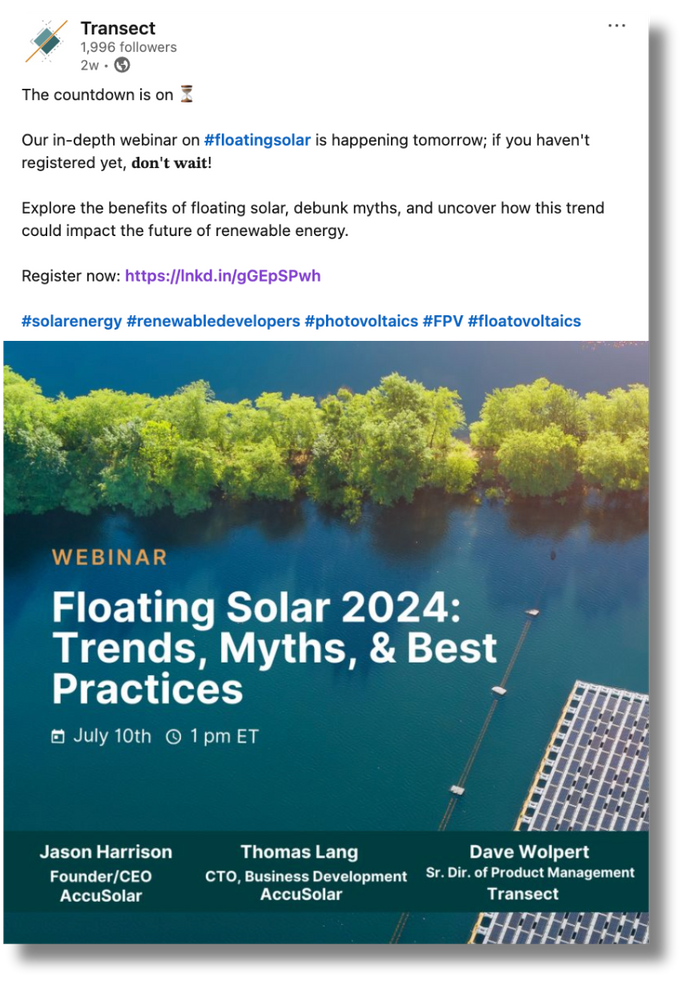 Transect
1,996 followers
2w •
The countdown is on ⏳
Our in-depth webinar on #floatingsolar is happening tomorrow; if you haven't
registered yet, don't wait!
Explore the benefits of floating solar, debunk myths, and uncover how this trend
could impact the future of renewable energy.
Register now: https://lnkd.in/gGEpSPwh
#solarenergy #renewabledevelopers #photovoltaics #FPV #floatovoltaics
WEBINAR
Floating Solar 2024:
Trends, Myths, & Best
Practices
July 10th 1 pm ET
Jason Harrison
Founder/CEO
AccuSolar
Thomas Lang
CTO, Business Development
AccuSolar
Dave Wolpert
Sr. Dir. of Product Management
Transect